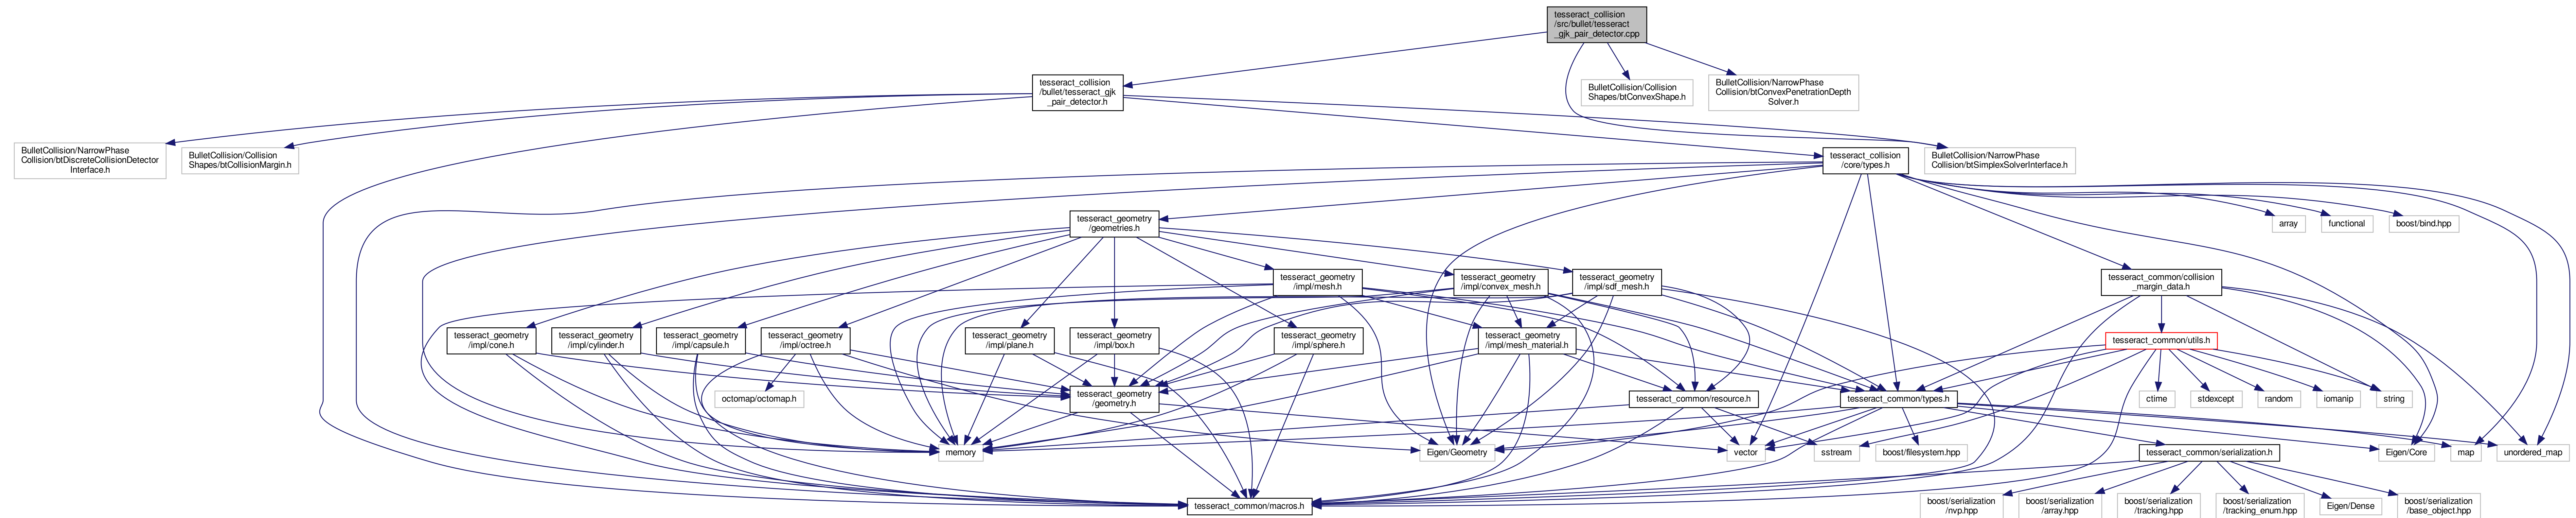 tesseract_collision
/src/bullet/tesseract
_gjk_pair_detector.cpp
tesseract_collision
/bullet/tesseract_gjk
_pair_detector.h
BulletCollision/Collision
Shapes/btConvexShape.h
BulletCollision/NarrowPhase
Collision/btConvexPenetrationDepth
Solver.h
BulletCollision/NarrowPhase
Collision/btDiscreteCollisionDetector
Interface.h
BulletCollision/Collision
Shapes/btCollisionMargin.h
tesseract_collision
/core/types.h
BulletCollision/NarrowPhase
Collision/btSimplexSolverInterface.h
tesseract_geometry
/geometries.h
array
functional
boost/bind.hpp
tesseract_geometry
/impl/mesh.h
tesseract_geometry
/impl/convex_mesh.h
tesseract_geometry
/impl/sdf_mesh.h
tesseract_common/collision
_margin_data.h
tesseract_geometry
/impl/cone.h
tesseract_geometry
/impl/cylinder.h
tesseract_geometry
/impl/capsule.h
tesseract_geometry
/impl/octree.h
tesseract_geometry
/impl/plane.h
tesseract_geometry
/impl/box.h
tesseract_geometry
/impl/sphere.h
tesseract_geometry
/impl/mesh_material.h
tesseract_common/utils.h
octomap/octomap.h
tesseract_geometry
/geometry.h
tesseract_common/resource.h
tesseract_common/types.h
ctime
stdexcept
random
iomanip
string
memory
Eigen/Geometry
vector
sstream
boost/filesystem.hpp
tesseract_common/serialization.h
Eigen/Core
map
unordered_map
tesseract_common/macros.h
boost/serialization
/nvp.hpp
boost/serialization
/array.hpp
boost/serialization
/tracking.hpp
boost/serialization
/tracking_enum.hpp
Eigen/Dense
boost/serialization
/base_object.hpp